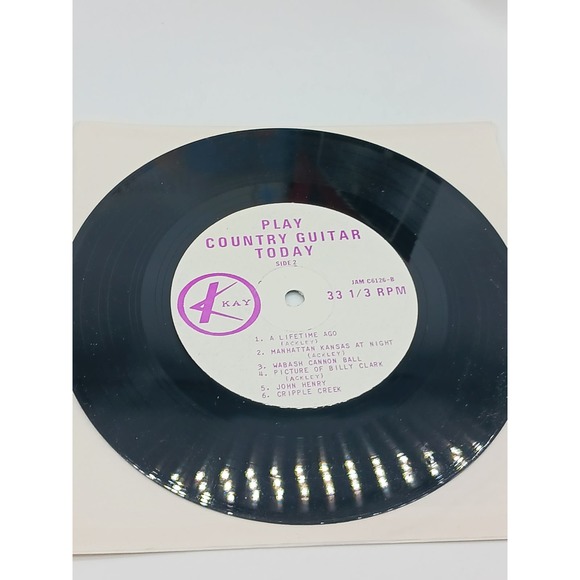 PLAY
COUNTRY GUITAR
TODAY
SIDE 2
KAY
JAM C6126-B
33 1/3 RPM
1. A LIFETIME AGO
(ACKLEY)
2. MANHATTAN KANSAS AT NIGHT
(ACKLEY)
3. WABASH CANNON BALL
4. PICTURE OF BILLY CLARK
(ACKLEY)
5. JOHN HENRY
6. CRIPPLE CREEK